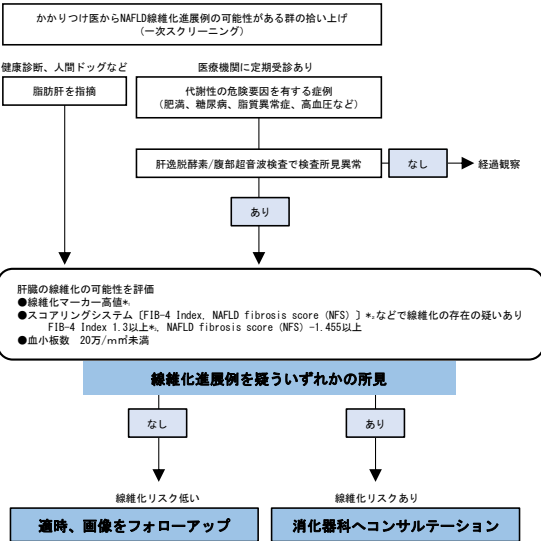 かかりつけ医からNAFLD線維化進展例の可能性がある群の拾い上げ
(一次スクリーニング)
健康診断、人間ドッグなど
医療機関に定期受診あり
脂肪肝を指摘
代謝性の危険要因を有する症例
(肥満、糖尿病、脂質異常症、高血圧など)
肝逸脱酵素/腹部超音波検査で検査所見異常
なし
経過観察
あり
肝臓の線維化の可能性を評価
●線維化マーカー高値*
●スコアリングシステム〔FIB-4 Index, NAFLD fibrosis score (NFS)〕*などで線維化の存在の疑いあり
FIB-4 Index 1.3以上*, NAFLD fibrosis score (NFS) -1.455以上
●血小板数 20万/m㎥未満
線維化進展例を疑ういずれかの所見
なし
あり
線維化リスク低い
線維化リスクあり
適時、画像をフォローアップ
消化器科へコンサルテーション